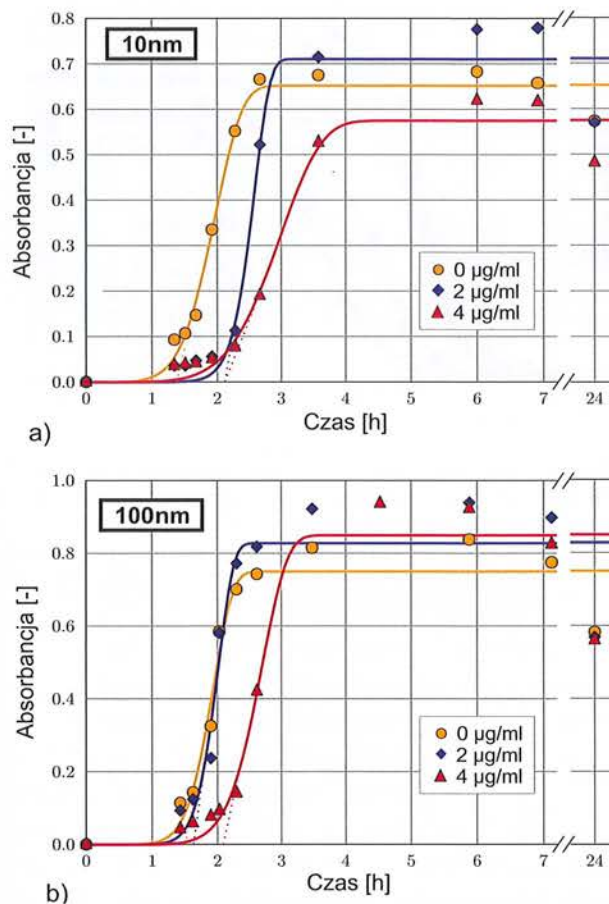 10nm
Absorbancja [-]
0.8
0.7
0.6
0.5
0.4
0.3
0.2
0.1
0.0
0 µg/ml
2 µg/ml
4 µg/ml
0 1 2 3 4 5 6 7 24
Czas [h]
a)
100nm
Absorbancja [-]
1.0
0.8
0.6
0.4
0.2
0.0
0 µg/ml
2 µg/ml
4 µg/ml
0 1 2 3 4 5 6 7 24
Czas [h]
b)